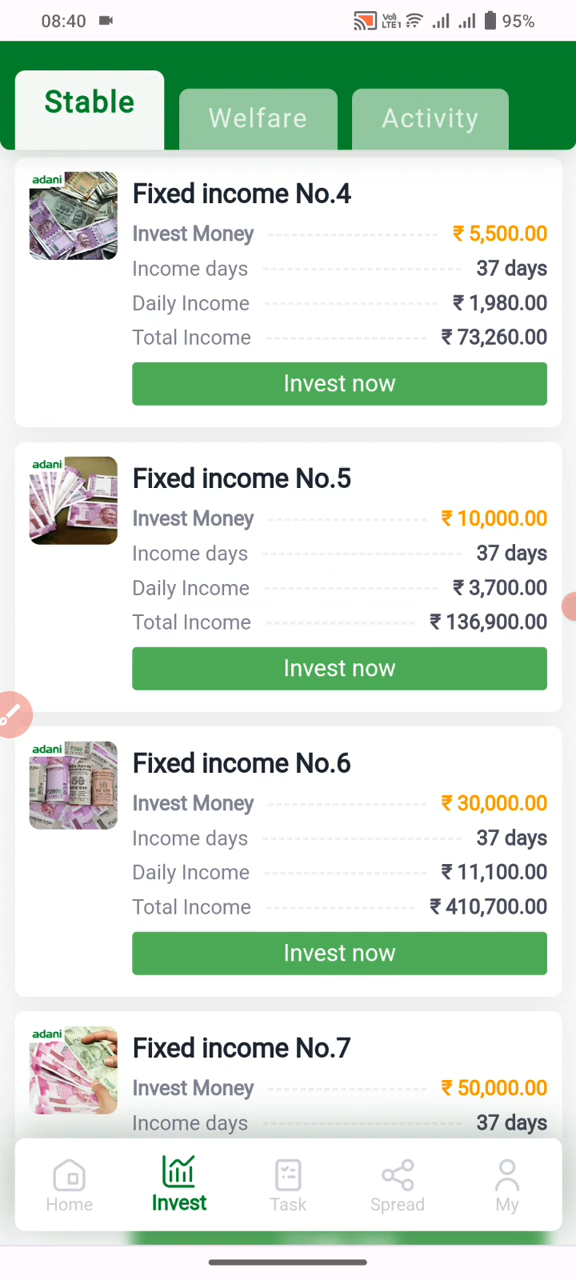 08:40
Vo) LTE1 95%
Stable
Welfare
Activity
adani
Fixed income No.4
Invest Money ₹ 5,500.00
Income days 37 days
Daily Income ₹ 1,980.00
Total Income ₹ 73,260.00
Invest now
adani
Fixed income No.5
Invest Money ₹ 10,000.00
Income days 37 days
Daily Income ₹ 3,700.00
Total Income ₹ 136,900.00
Invest now
adani
Fixed income No.6
Invest Money ₹ 30,000.00
Income days 37 days
Daily Income ₹ 11,100.00
Total Income ₹ 410,700.00
Invest now
adani
Fixed income No.7
Invest Money ₹ 50,000.00
Income days 37 days
Home
Invest
Task
Spread
My